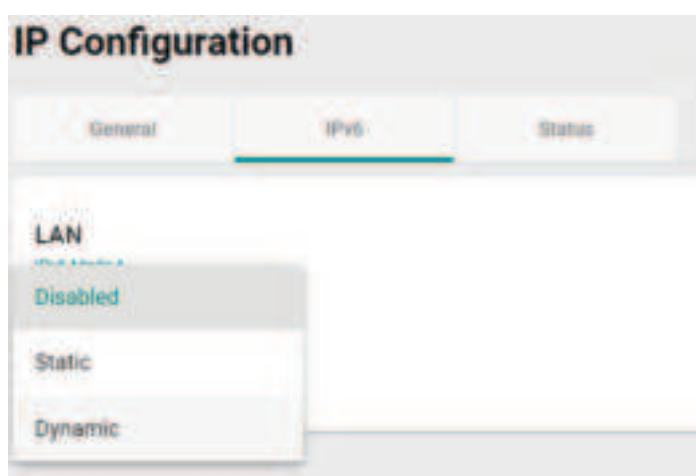 IP Configuration
General IPv6 Status
LAN
Disabled
Static
Dynamic